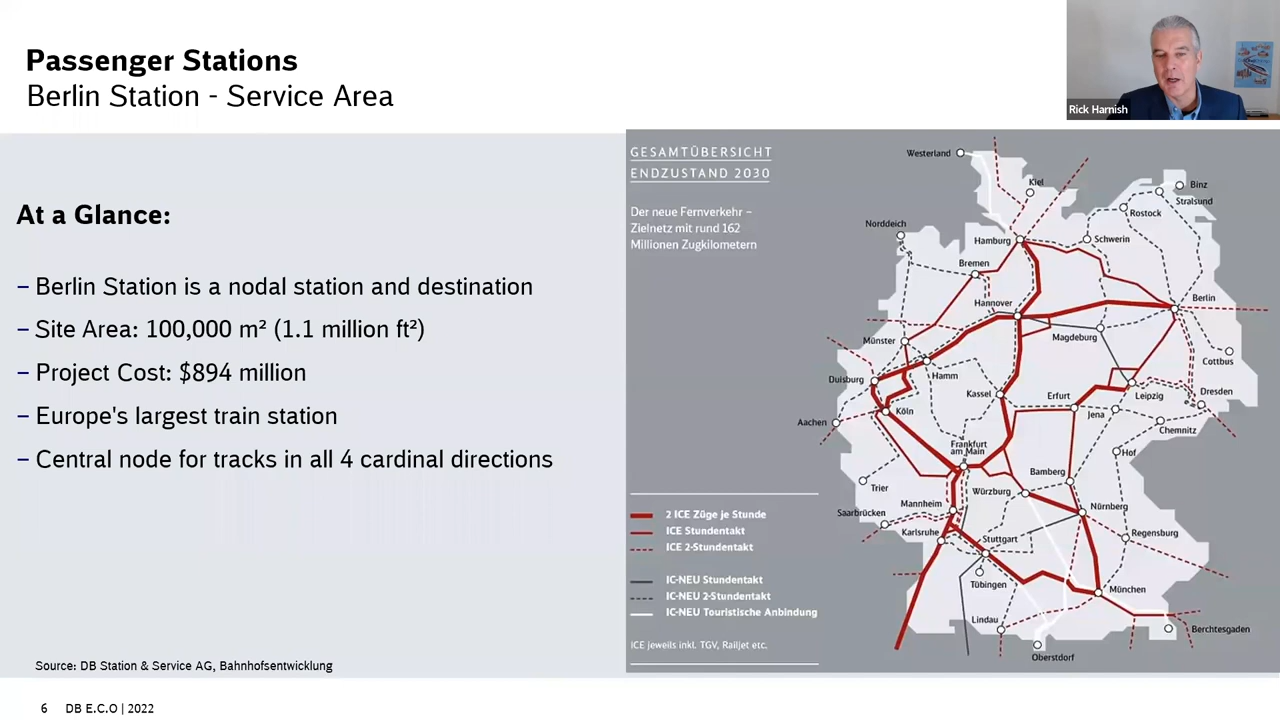 Passenger Stations
Berlin Station - Service Area
Rick Harnish
At a Glance:
– Berlin Station is a nodal station and destination
– Site Area: 100,000 m² (1.1 million ft²)
– Project Cost: $894 million
– Europe's largest train station
– Central node for tracks in all 4 cardinal directions
Source: DB Station & Service AG, Bahnhofsentwicklung
6 DB E.C.O | 2022
GESAMTÜBERSICHT
ENDZUSTAND 2030
Der neue Fernverkehr –
Zielnetz mit rund 162
Millionen Zugkilometern
Westerland
Kiel
Binz
Stralsund
Rostock
Norddeich
Hamburg
Schwerin
Bremen
Hannover
Berlin
Magdeburg
Münster
Cottbus
Duisburg
Hamm
Kassel
Erfurt
Leipzig
Dresden
Jena
Köln
Aachen
Chemnitz
Frankfurt
am Main
Hof
Bamberg
Trier
Würzburg
Mannheim
Saarbrücken
Nürnberg
Karlsruhe
Stuttgart
Regensburg
Tübingen
München
Lindau
Berchtesgaden
Oberstdorf
2 ICE Züge je Stunde
ICE Stundentakt
ICE 2-Stundentakt
IC-NEU Stundentakt
IC-NEU 2-Stundentakt
IC-NEU Touristische Anbindung
ICE jeweils inkl. TGV, Railjet etc.